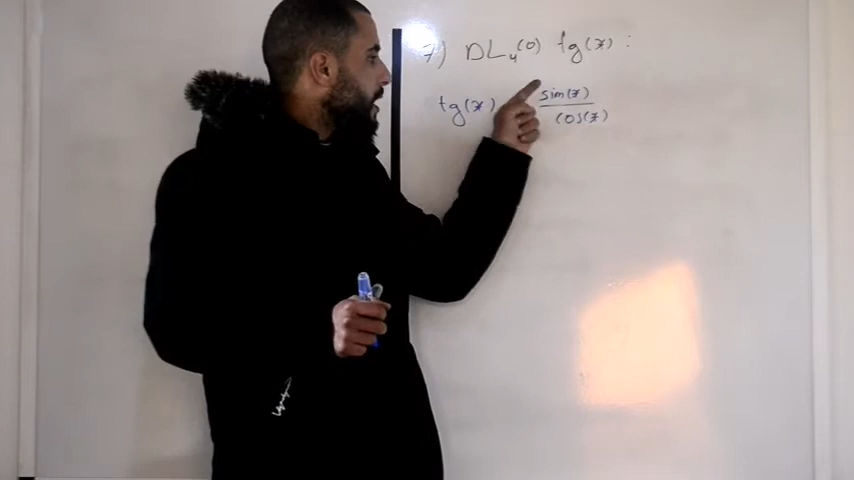 7) DL₄(0) tg(x) :
tg(x) sin(x)/cos(x)